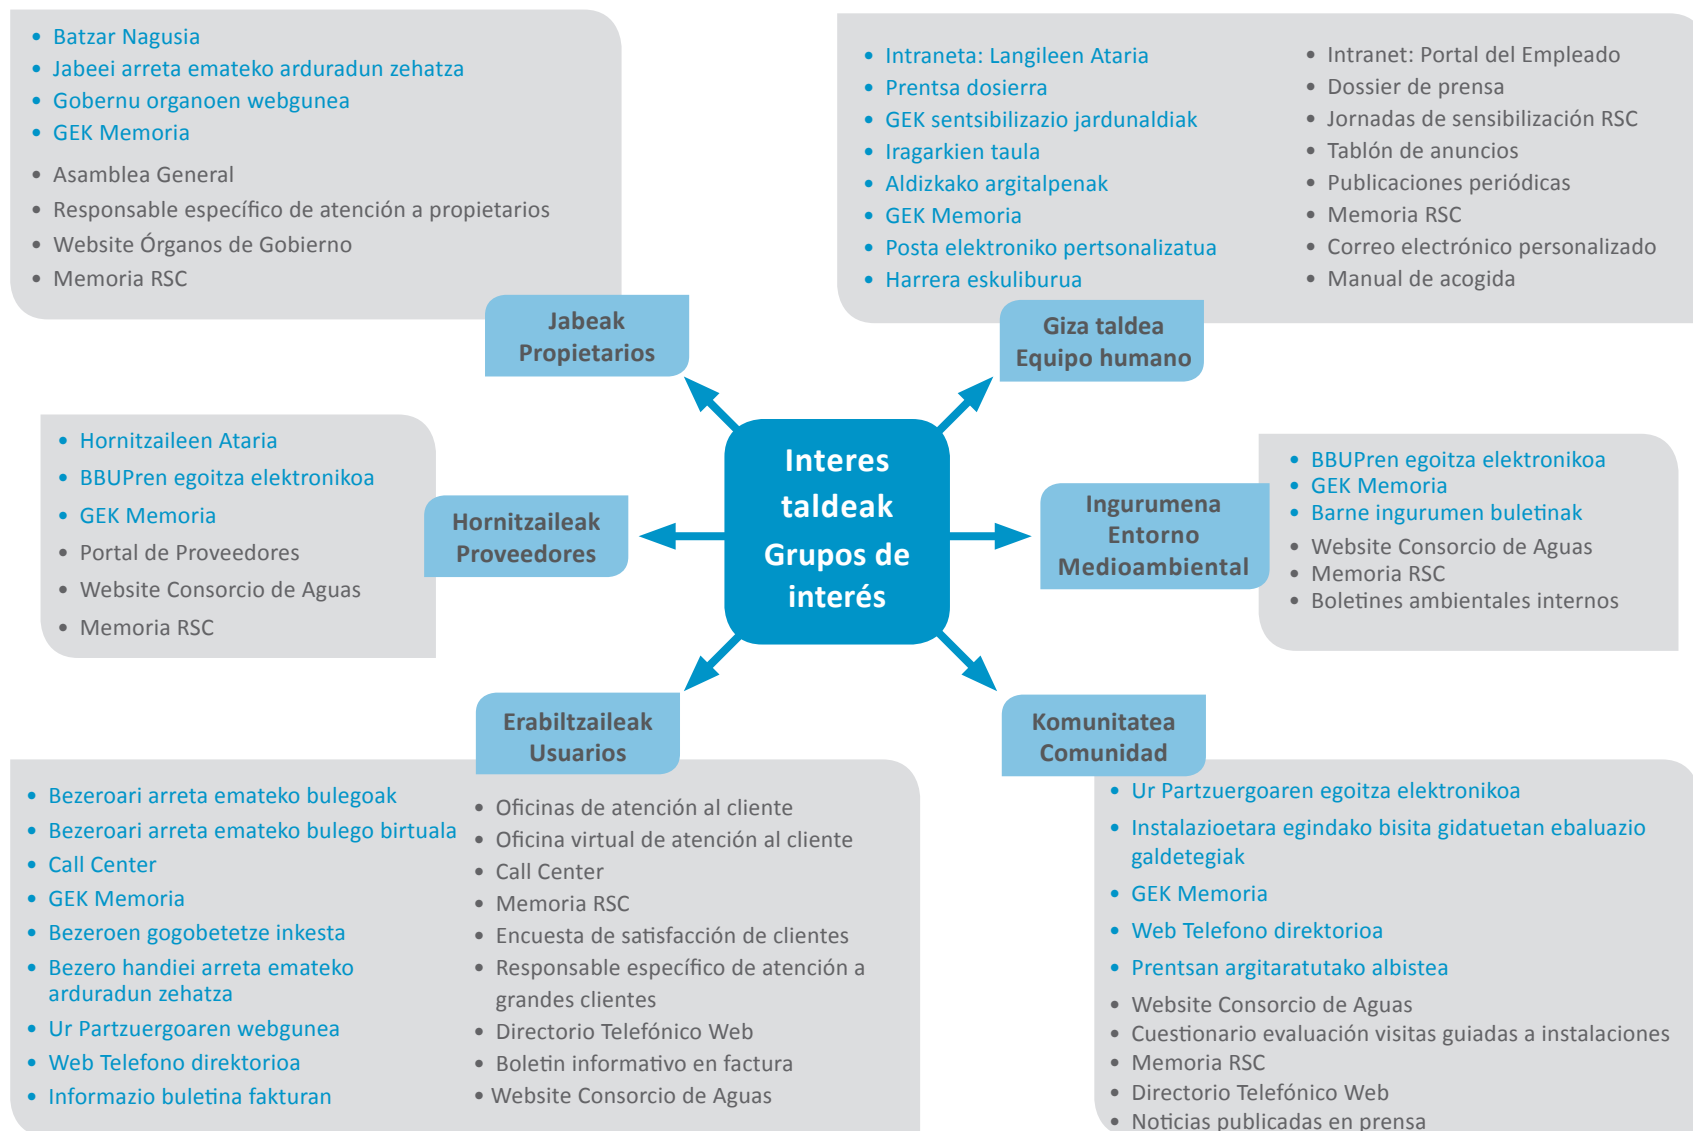 • Batzar Nagusia
• Jabeei arreta emateko arduradun zehatza
• Gobernu organoen webgunea
• GEK Memoria
• Asamblea General
• Responsable específico de atención a propietarios
• Website Órganos de Gobierno
• Memoria RSC
Jabeak
Propietarios
• Intraneta: Langileen Ataria
• Prentsa dosierra
• GEK sentsibilizazio jardunaldiak
• Iragarkien taula
• Aldizkako argitalpenak
• GEK Memoria
• Posta elektroniko pertsonalizatua
• Harrera eskuliburua
• Intranet: Portal del Empleado
• Dossier de prensa
• Jornadas de sensibilización RSC
• Tablón de anuncios
• Publicaciones periódicas
• Memoria RSC
• Correo electrónico personalizado
• Manual de acogida
Giza taldea
Equipo humano
• Hornitzaileen Ataria
• BBUPren egoitza elektronikoa
• GEK Memoria
• Portal de Proveedores
• Website Consorcio de Aguas
• Memoria RSC
Hornitzaileak
Proveedores
Interes
taldeak
Grupos de
interés
Ingurumena
Entorno
Medioambiental
• BBUPren egoitza elektronikoa
• GEK Memoria
• Barne ingurumen buletinak
• Website Consorcio de Aguas
• Memoria RSC
• Boletines ambientales internos
Erabiltzaileak
Usuarios
• Bezeroari arreta emateko bulegoak
• Bezeroari arreta emateko bulego birtuala
• Call Center
• GEK Memoria
• Bezeroen gogobetetze inkesta
• Bezero handiei arreta emateko
arduradun zehatza
• Ur Partzuergoaren webgunea
• Web Telefono direktorioa
• Informazio buletina fakturan
• Oficinas de atención al cliente
• Oficina virtual de atención al cliente
• Call Center
• Memoria RSC
• Encuesta de satisfacción de clientes
• Responsable específico de atención a
grandes clientes
• Directorio Telefónico Web
• Boletin informativo en factura
• Website Consorcio de Aguas
Komunitatea
Comunidad
• Ur Partzuergoaren egoitza elektronikoa
• Instalazioetara egindako bisita gidatuetan ebaluazio
galdetegiak
• GEK Memoria
• Web Telefono direktorioa
• Prentsan argitaratutako albistea
• Website Consorcio de Aguas
• Cuestionario evaluación visitas guiadas a instalaciones
• Memoria RSC
• Directorio Telefónico Web
• Noticias publicadas en prensa